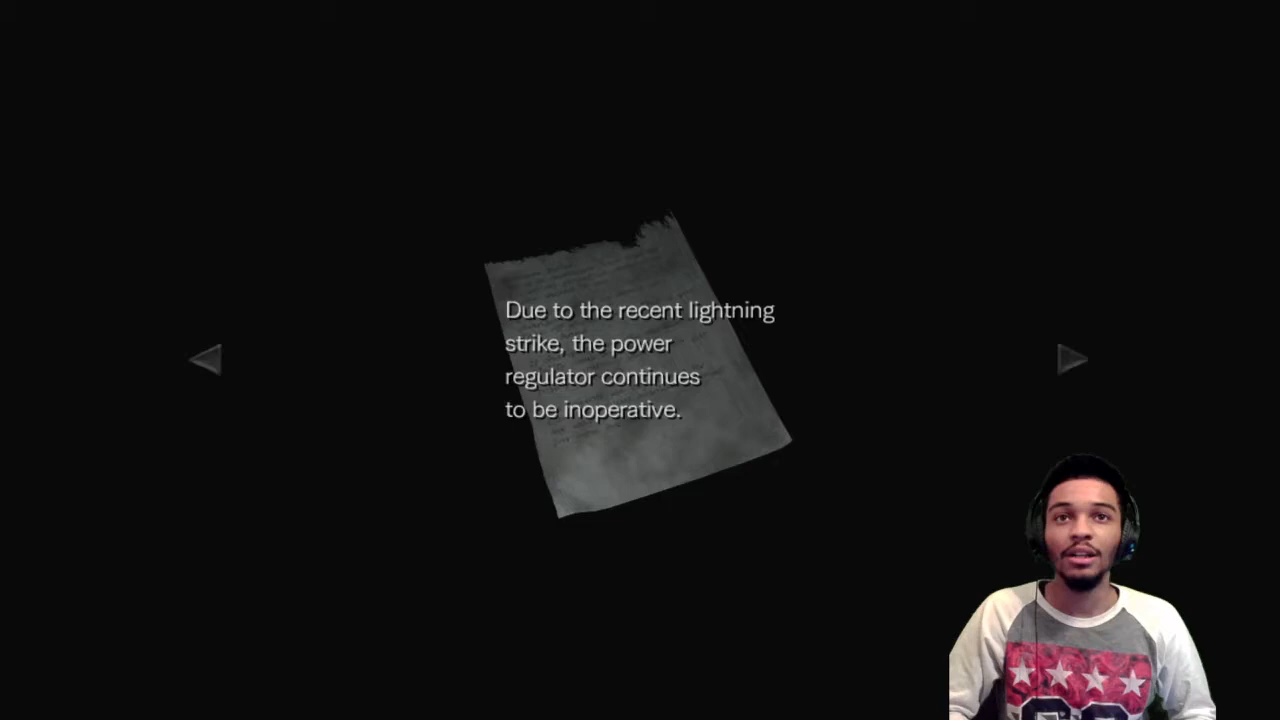 Due to the recent lightning
strike, the power
regulator continues
to be inoperative.